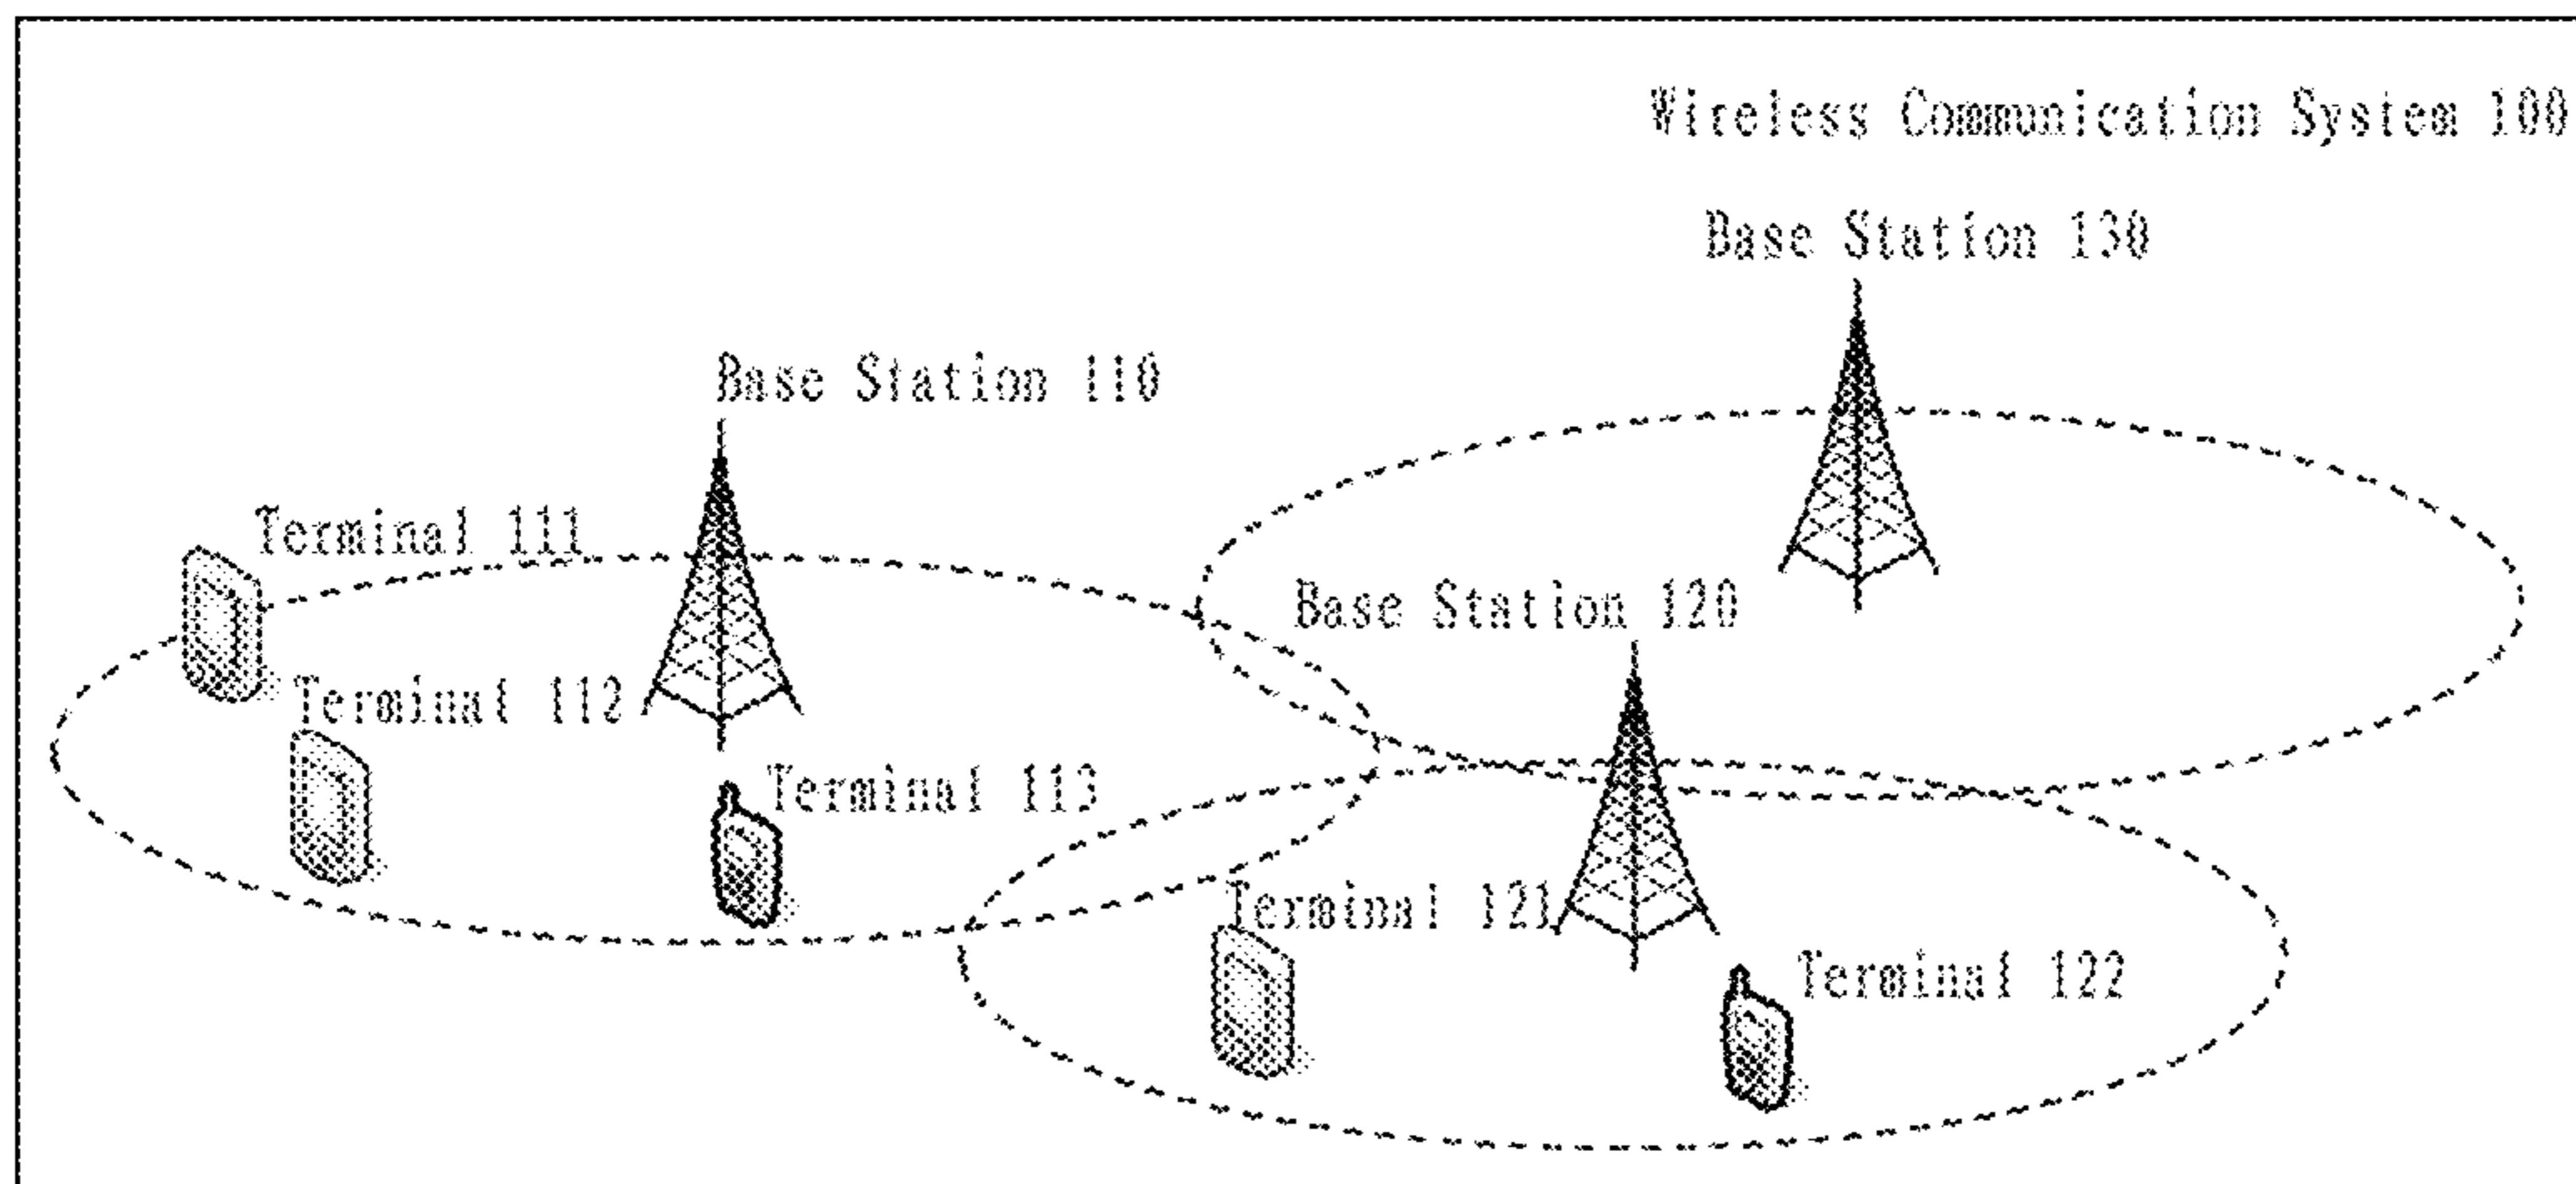 Wireless Communication System 100
Base Station 130
Base Station 110
Terminal 111
Base Station 120
Terminal 112
Terminal 113
Terminal 121
Terminal 122